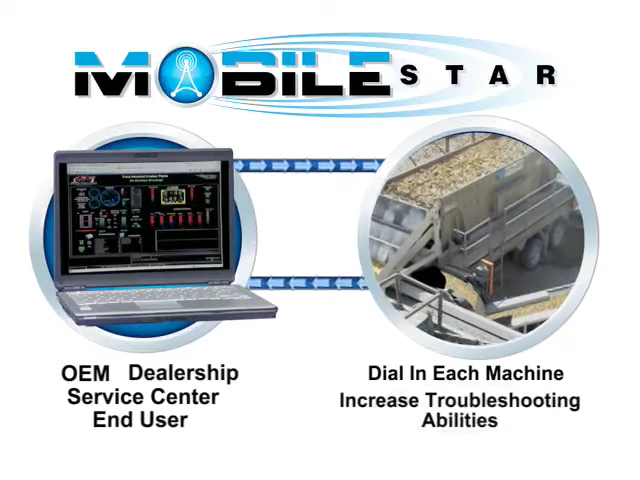 MOBILE STAR
OEM Dealership
Service Center
End User
Dial In Each Machine
Increase Troubleshooting
Abilities